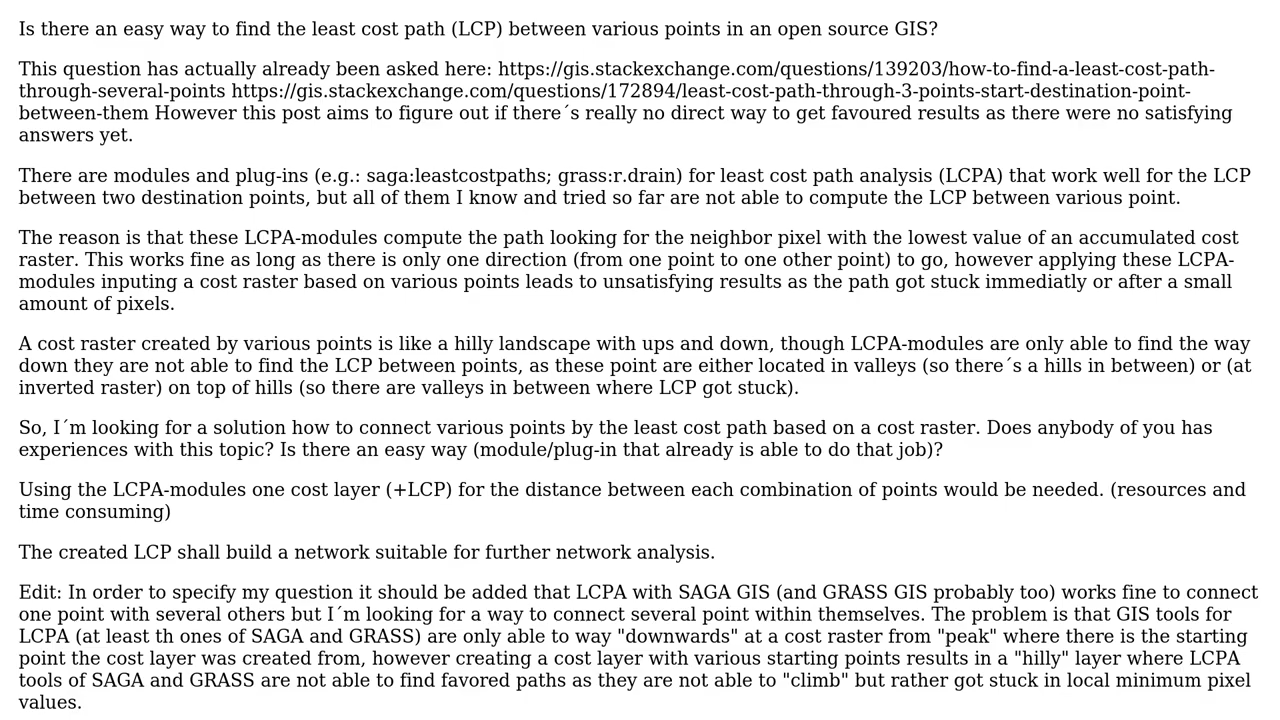 Is there an easy way to find the least cost path (LCP) between various points in an open source GIS?
This question has actually already been asked here: https://gis.stackexchange.com/questions/139203/how-to-find-a-least-cost-path-
through-several-points https://gis.stackexchange.com/questions/172894/least-cost-path-through-3-points-start-destination-point-
between-them However this post aims to figure out if there´s really no direct way to get favoured results as there were no satisfying
answers yet.
There are modules and plug-ins (e.g.: saga:leastcostpaths; grass:r.drain) for least cost path analysis (LCPA) that work well for the LCP
between two destination points, but all of them I know and tried so far are not able to compute the LCP between various point.
The reason is that these LCPA-modules compute the path looking for the neighbor pixel with the lowest value of an accumulated cost
raster. This works fine as long as there is only one direction (from one point to one other point) to go, however applying these LCPA-
modules inputing a cost raster based on various points leads to unsatisfying results as the path got stuck immediatly or after a small
amount of pixels.
A cost raster created by various points is like a hilly landscape with ups and down, though LCPA-modules are only able to find the way
down they are not able to find the LCP between points, as these point are either located in valleys (so there´s a hills in between) or (at
inverted raster) on top of hills (so there are valleys in between where LCP got stuck).
So, I´m looking for a solution how to connect various points by the least cost path based on a cost raster. Does anybody of you has
experiences with this topic? Is there an easy way (module/plug-in that already is able to do that job)?
Using the LCPA-modules one cost layer (+LCP) for the distance between each combination of points would be needed. (resources and
time consuming)
The created LCP shall build a network suitable for further network analysis.
Edit: In order to specify my question it should be added that LCPA with SAGA GIS (and GRASS GIS probably too) works fine to connect
one point with several others but I´m looking for a way to connect several point within themselves. The problem is that GIS tools for
LCPA (at least th ones of SAGA and GRASS) are only able to way "downwards" at a cost raster from "peak" where there is the starting
point the cost layer was created from, however creating a cost layer with various starting points results in a "hilly" layer where LCPA
tools of SAGA and GRASS are not able to find favored paths as they are not able to "climb" but rather got stuck in local minimum pixel
values.